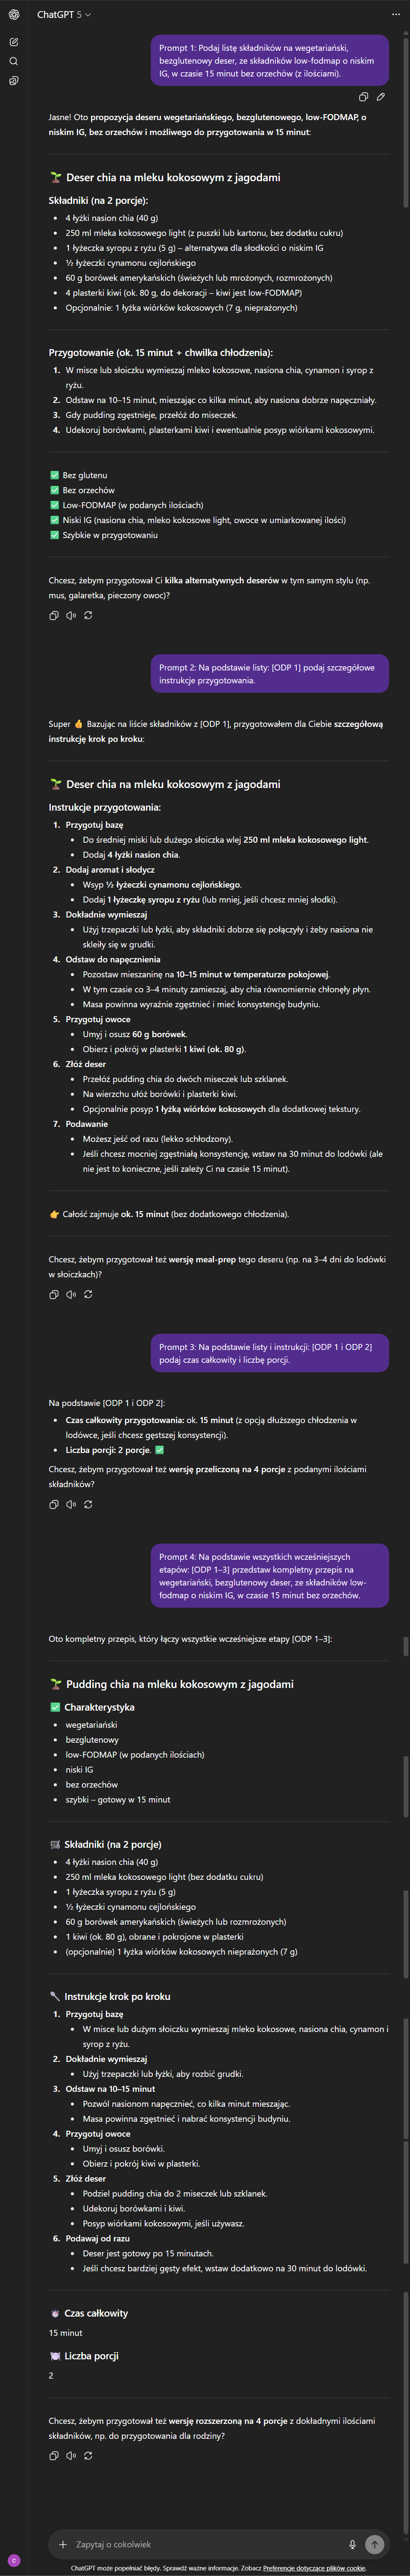 ChatGPT 5
Prompt 1: Podaj listę składników na wegetariański,
bezglutenowy deser, ze składników low-fodmap o niskim
IG, w czasie 15 minut bez orzechów (z ilościami).
Jasne! Oto propozycja deseru wegetariańskiego, bezglutenowego, low-FODMAP, o
niskim IG, bez orzechów i możliwego do przygotowania w 15 minut:
🌱 Deser chia na mleku kokosowym z jagodami
Składniki (na 2 porcje):
• 4 łyżki nasion chia (40 g)
• 250 ml mleka kokosowego light (z puszki lub kartonu, bez dodatku cukru)
• 1 łyżeczka syropu z ryżu (5 g) – alternatywa dla słodkości o niskim IG
• ½ łyżeczki cynamonu cejlońskiego
• 60 g borówek amerykańskich (świeżych lub mrożonych, rozmrożonych)
• 4 plasterki kiwi (ok. 80 g, do dekoracji – kiwi jest low-FODMAP)
• Opcjonalnie: 1 łyżka wiórków kokosowych (7 g, nieprażonych)
Przygotowanie (ok. 15 minut + chwilka chłodzenia):
1. W misce lub słoiczku wymieszaj mleko kokosowe, nasiona chia, cynamon i syrop z
ryżu.
2. Odstaw na 10–15 minut, mieszając co kilka minut, aby nasiona dobrze napęczniały.
3. Gdy pudding zgęstnieje, przełóż do miseczek.
4. Udekoruj borówkami, plasterkami kiwi i ewentualnie posyp wiórkami kokosowymi.
✅ Bez glutenu
✅ Bez orzechów
✅ Low-FODMAP (w podanych ilościach)
✅ Niski IG (nasiona chia, mleko kokosowe light, owoce w umiarkowanej ilości)
✅ Szybkie w przygotowaniu
Chcesz, żebym przygotował Ci kilka alternatywnych deserów w tym samym stylu (np.
mus, galaretka, pieczony owoc)?
Prompt 2: Na podstawie listy: [ODP 1] podaj szczegółowe
instrukcje przygotowania.
Super 👍 Bazując na liście składników z [ODP 1], przygotowałem dla Ciebie szczegółową
instrukcję krok po kroku:
🌱 Deser chia na mleku kokosowym z jagodami
Instrukcje przygotowania:
1. Przygotuj bazę
• Do średniej miski lub dużego słoiczka wlej 250 ml mleka kokosowego light.
• Dodaj 4 łyżki nasion chia.
2. Dodaj aromat i słodycz
• Wsyp ½ łyżeczki cynamonu cejlońskiego.
• Dodaj 1 łyżeczkę syropu z ryżu (lub mniej, jeśli chcesz mniej słodki).
3. Dokładnie wymieszaj
• Użyj trzepaczki lub łyżki, aby składniki dobrze się połączyły i żeby nasiona nie
skleiły się w grudki.
4. Odstaw do napęcznienia
• Pozostaw mieszaninę na 10–15 minut w temperaturze pokojowej.
• W tym czasie co 3–4 minuty zamieszaj, aby chia równomiernie chłonęły płyn.
• Masa powinna wyraźnie zgęstnieć i mieć konsystencję budyniu.
5. Przygotuj owoce
• Umyj i osusz 60 g borówek.
• Obierz i pokrój w plasterki 1 kiwi (ok. 80 g).
6. Złóż deser
• Przełóż pudding chia do dwóch miseczek lub szklanek.
• Na wierzchu ułóż borówki i plasterki kiwi.
• Opcjonalnie posyp 1 łyżką wiórków kokosowych dla dodatkowej tekstury.
7. Podawanie
• Możesz jeść od razu (lekko schłodzony).
• Jeśli chcesz mocniej zgęstniałą konsystencję, wstaw na 30 minut do lodówki (ale
nie jest to konieczne, jeśli zależy Ci na czasie 15 minut).
👉 Całość zajmuje ok. 15 minut (bez dodatkowego chłodzenia).
Chcesz, żebym przygotował też wersję meal-prep tego deseru (np. na 3–4 dni do lodówki
w słoiczkach)?
Prompt 3: Na podstawie listy i instrukcji: [ODP 1 i ODP 2]
podaj czas całkowity i liczbę porcji.
Na podstawie [ODP 1 i ODP 2]:
• Czas całkowity przygotowania: ok. 15 minut (z opcją dłuższego chłodzenia w
lodówce, jeśli chcesz gęstszej konsystencji).
• Liczba porcji: 2 porcje. ✅
Chcesz, żebym przygotował też wersję przeliczoną na 4 porcje z podanymi ilościami
składników?
Prompt 4: Na podstawie wszystkich wcześniejszych
etapów: [ODP 1–3] przedstaw kompletny przepis na
wegetariański, bezglutenowy deser, ze składników low-
fodmap o niskim IG, w czasie 15 minut bez orzechów.
Oto kompletny przepis, który łączy wszystkie wcześniejsze etapy [ODP 1–3]:
🌱 Pudding chia na mleku kokosowym z jagodami
✅ Charakterystyka
• wegetariański
• bezglutenowy
• low-FODMAP (w podanych ilościach)
• niski IG
• bez orzechów
• szybki – gotowy w 15 minut
🛒 Składniki (na 2 porcje)
• 4 łyżki nasion chia (40 g)
• 250 ml mleka kokosowego light (bez dodatku cukru)
• 1 łyżeczka syropu z ryżu (5 g)
• ½ łyżeczki cynamonu cejlońskiego
• 60 g borówek amerykańskich (świeżych lub rozmrożonych)
• 1 kiwi (ok. 80 g), obrane i pokrojone w plasterki
• (opcjonalnie) 1 łyżka wiórków kokosowych nieprażonych (7 g)
🥄 Instrukcje krok po kroku
1. Przygotuj bazę
• W misce lub dużym słoiczku wymieszaj mleko kokosowe, nasiona chia, cynamon i
syrop z ryżu.
2. Dokładnie wymieszaj
• Użyj trzepaczki lub łyżki, aby rozbić grudki.
3. Odstaw na 10–15 minut
• Pozwól nasionom napęcznieć, co kilka minut mieszając.
• Masa powinna zgęstnieć i nabrać konsystencji budyniu.
4. Przygotuj owoce
• Umyj i osusz borówki.
• Obierz i pokrój kiwi w plasterki.
5. Złóż deser
• Podziel pudding chia do 2 miseczek lub szklanek.
• Udekoruj borówkami i kiwi.
• Posyp wiórkami kokosowymi, jeśli używasz.
6. Podawaj od razu
• Deser jest gotowy po 15 minutach.
• Jeśli chcesz bardziej gęsty efekt, wstaw dodatkowo na 30 minut do lodówki.
⏰ Czas całkowity
15 minut
🍽️ Liczba porcji
2
Chcesz, żebym przygotował też wersję rozszerzoną na 4 porcje z dokładnymi ilościami
składników, np. do przygotowania dla rodziny?
Zapytaj o cokolwiek
C
ChatGPT może popełniać błędy. Sprawdź ważne informacje. Zobacz Preferencje dotyczące plików cookie.